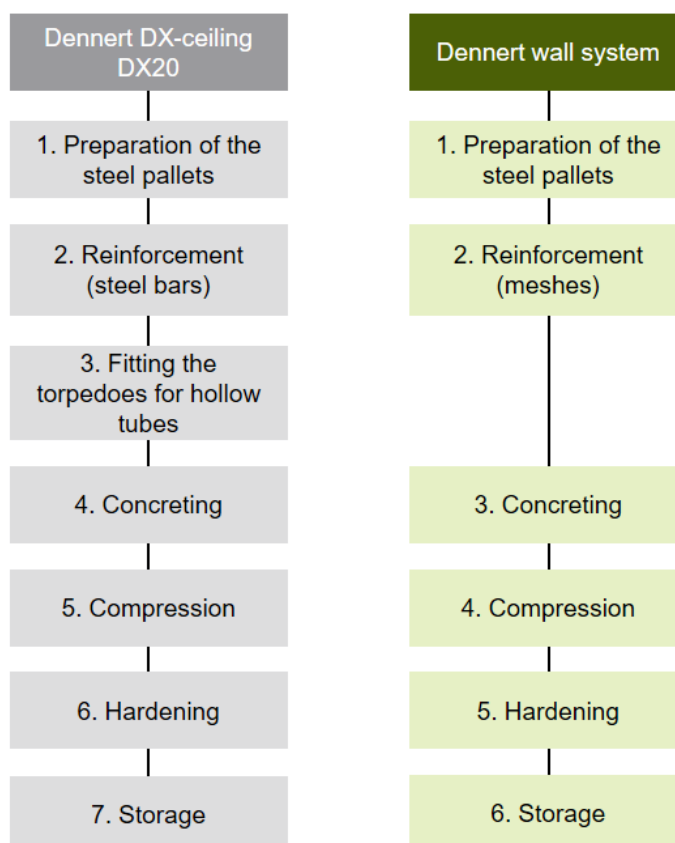 Dennert DX-ceiling
DX20
1. Preparation of the
steel pallets
2. Reinforcement
(steel bars)
3. Fitting the
torpedoes for hollow
tubes
4. Concreting
5. Compression
6. Hardening
7. Storage
Dennert wall system
1. Preparation of the
steel pallets
2. Reinforcement
(meshes)
3. Concreting
4. Compression
5. Hardening
6. Storage